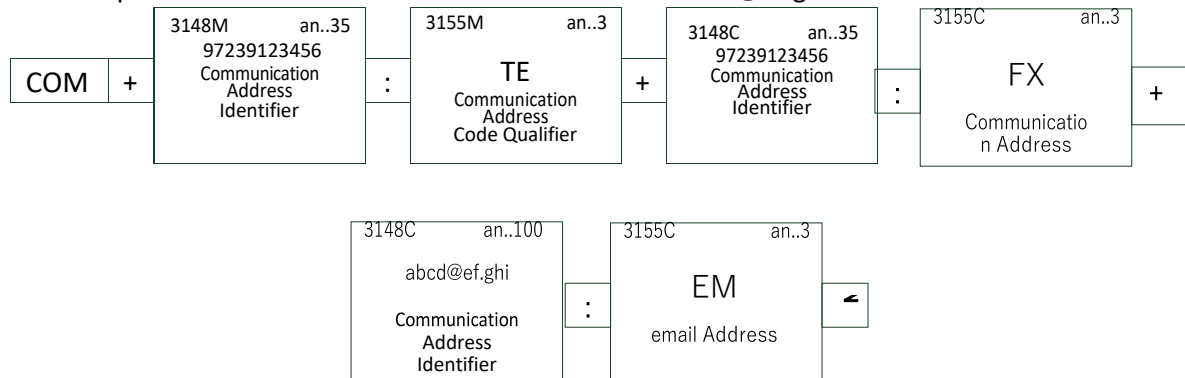 COM
+
3148M an..35
97239123456
Communication
Address
Identifier
:
3155M an..3
TE
Communication
Address
Code Qualifier
+
3148C an..35
97239123456
Communication
Address
Identifier
:
3155C an..3
FX
Communicatio
n Address
+
3148C an..100
abcd@ef.ghi
Communication
Address
Identifier
:
3155C an..3
EM
email Address